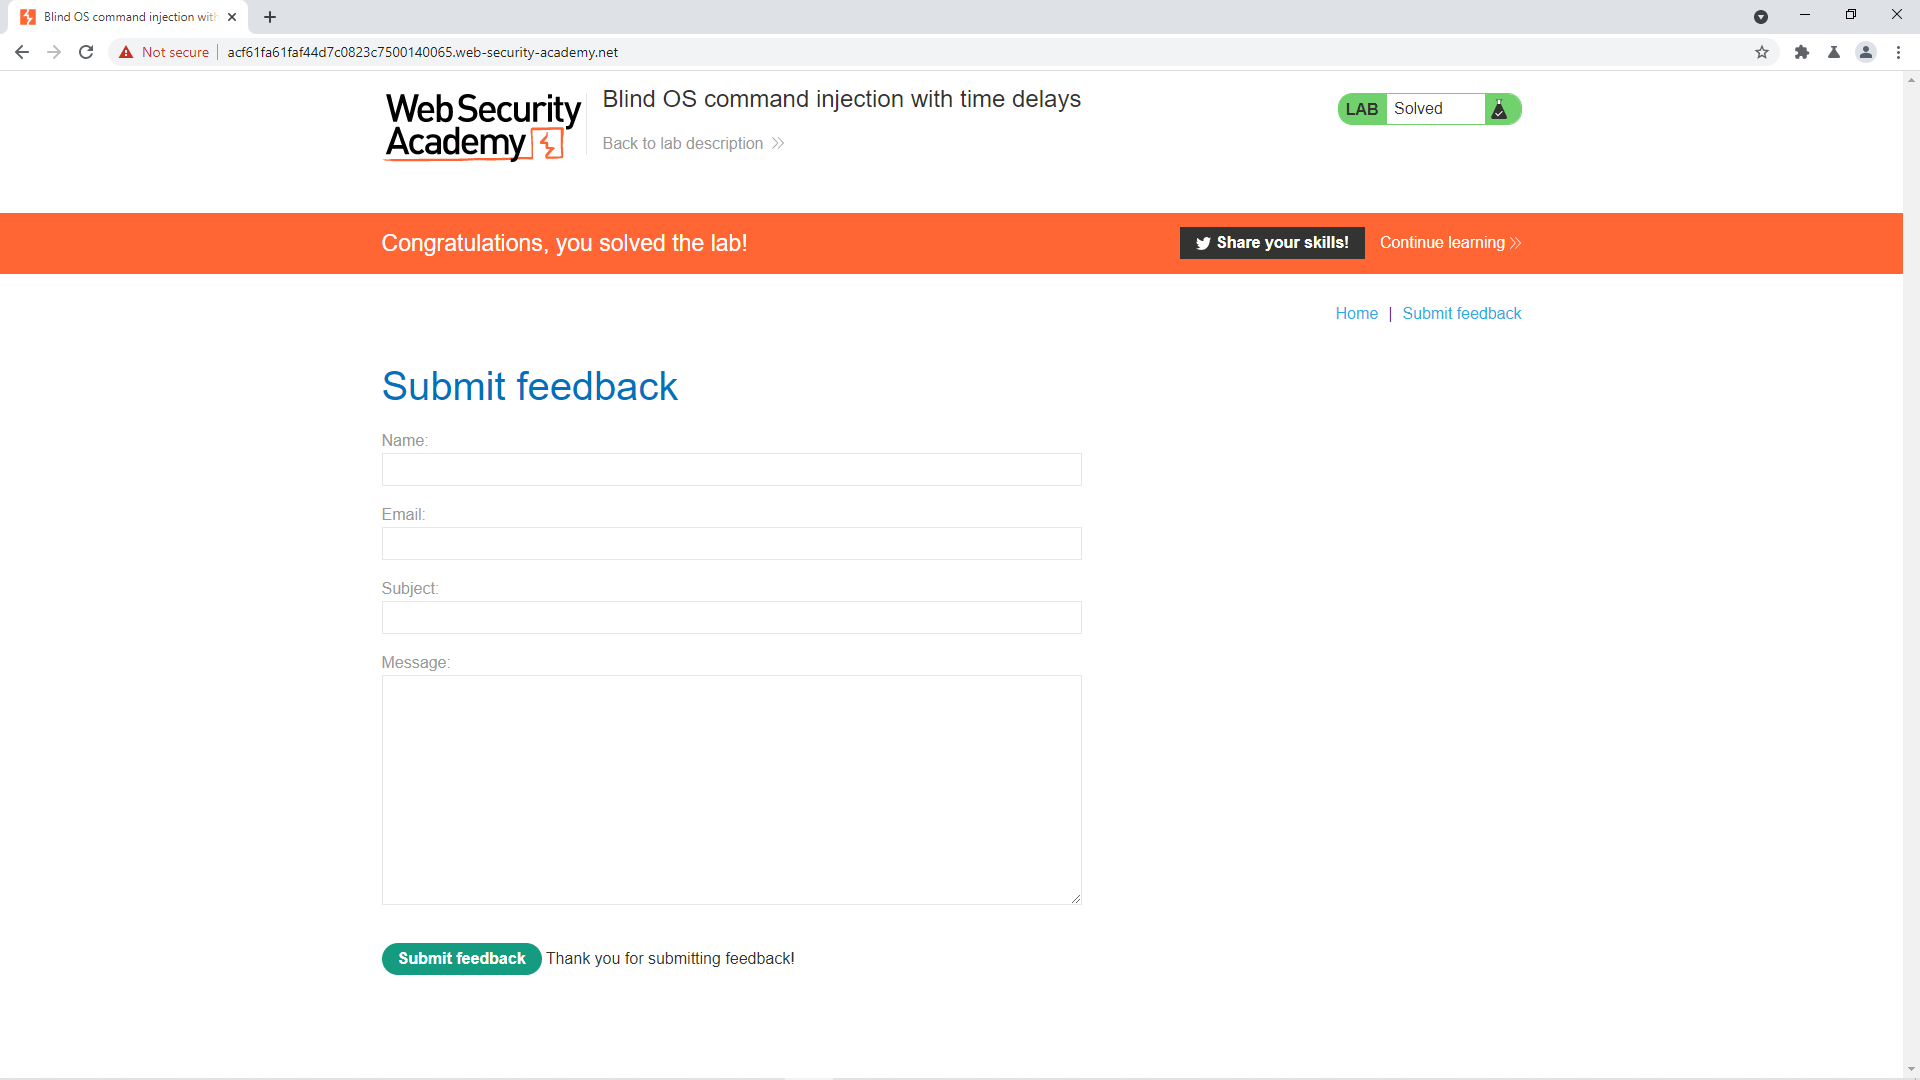 Blind OS command injection with
Not secure
acf61fa61faf44d7c0823c7500140065.web-security-academy.net
Web Security
Academy
Blind OS command injection with time delays
Back to lab description
LAB Solved
Congratulations, you solved the lab!
Share your skills!
Continue learning
Home | Submit feedback
Submit feedback
Name:
Email:
Subject:
Message:
Submit feedback
Thank you for submitting feedback!